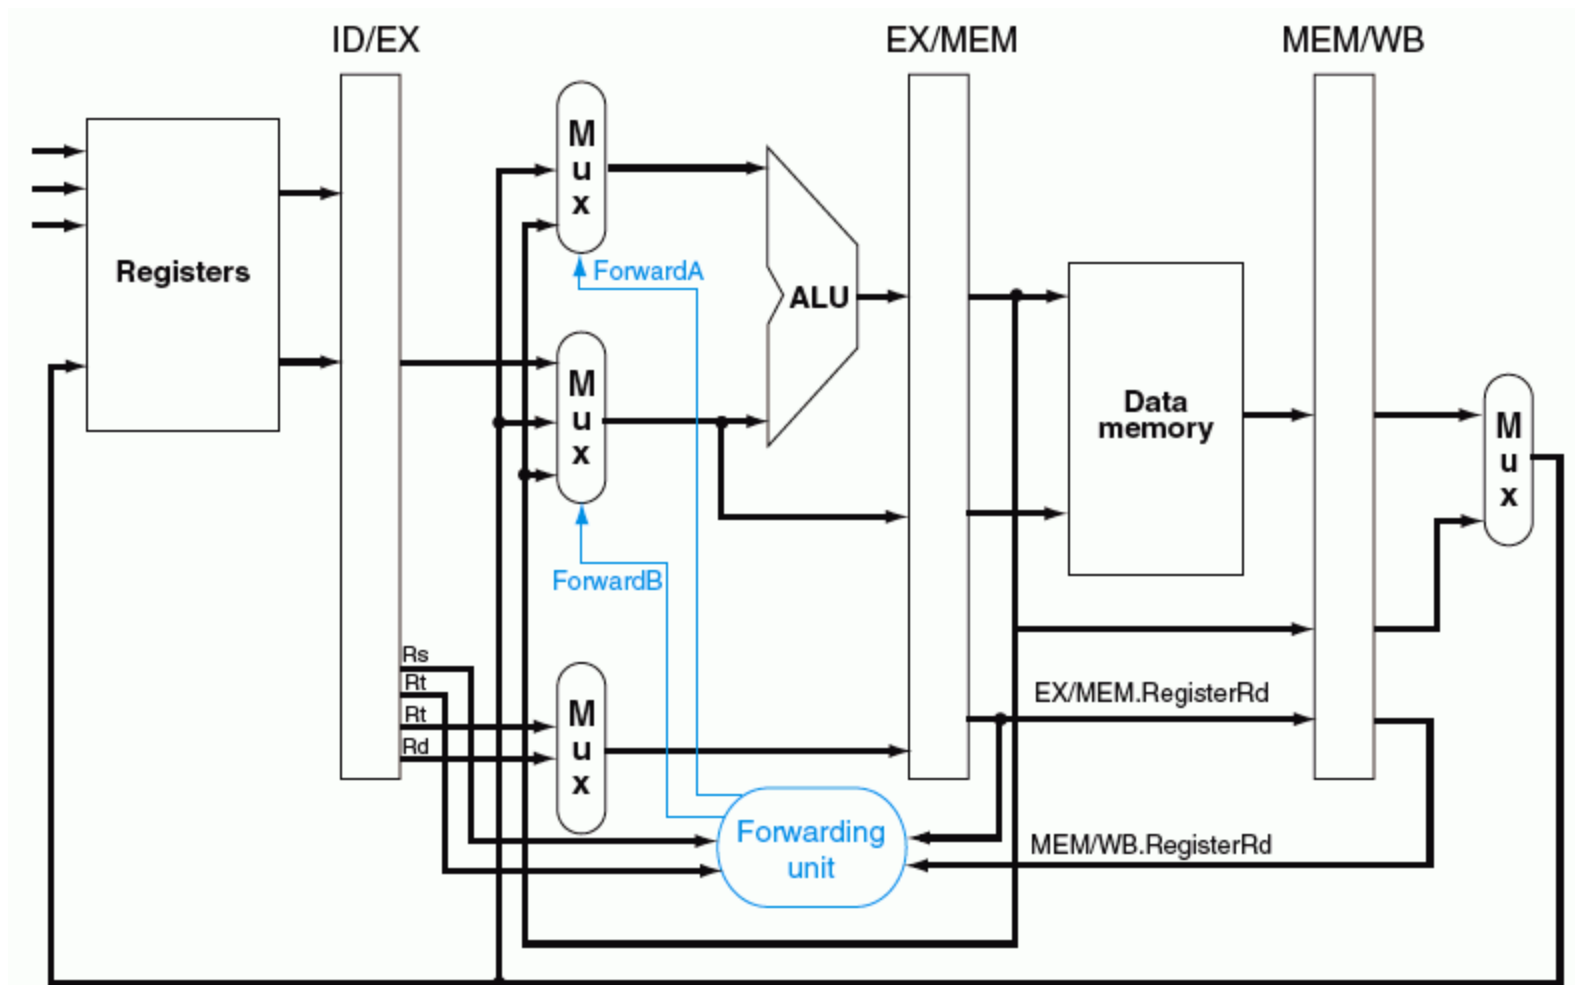 ID/EX
EX/MEM
MEM/WB
M
u
x
Registers
ForwardA
ALU
M
u
x
Data
memory
M
u
x
ForwardB
Rs
Rt
Rt
Rd
M
u
x
EX/MEM.RegisterRd
Forwarding
unit
MEM/WB.RegisterRd